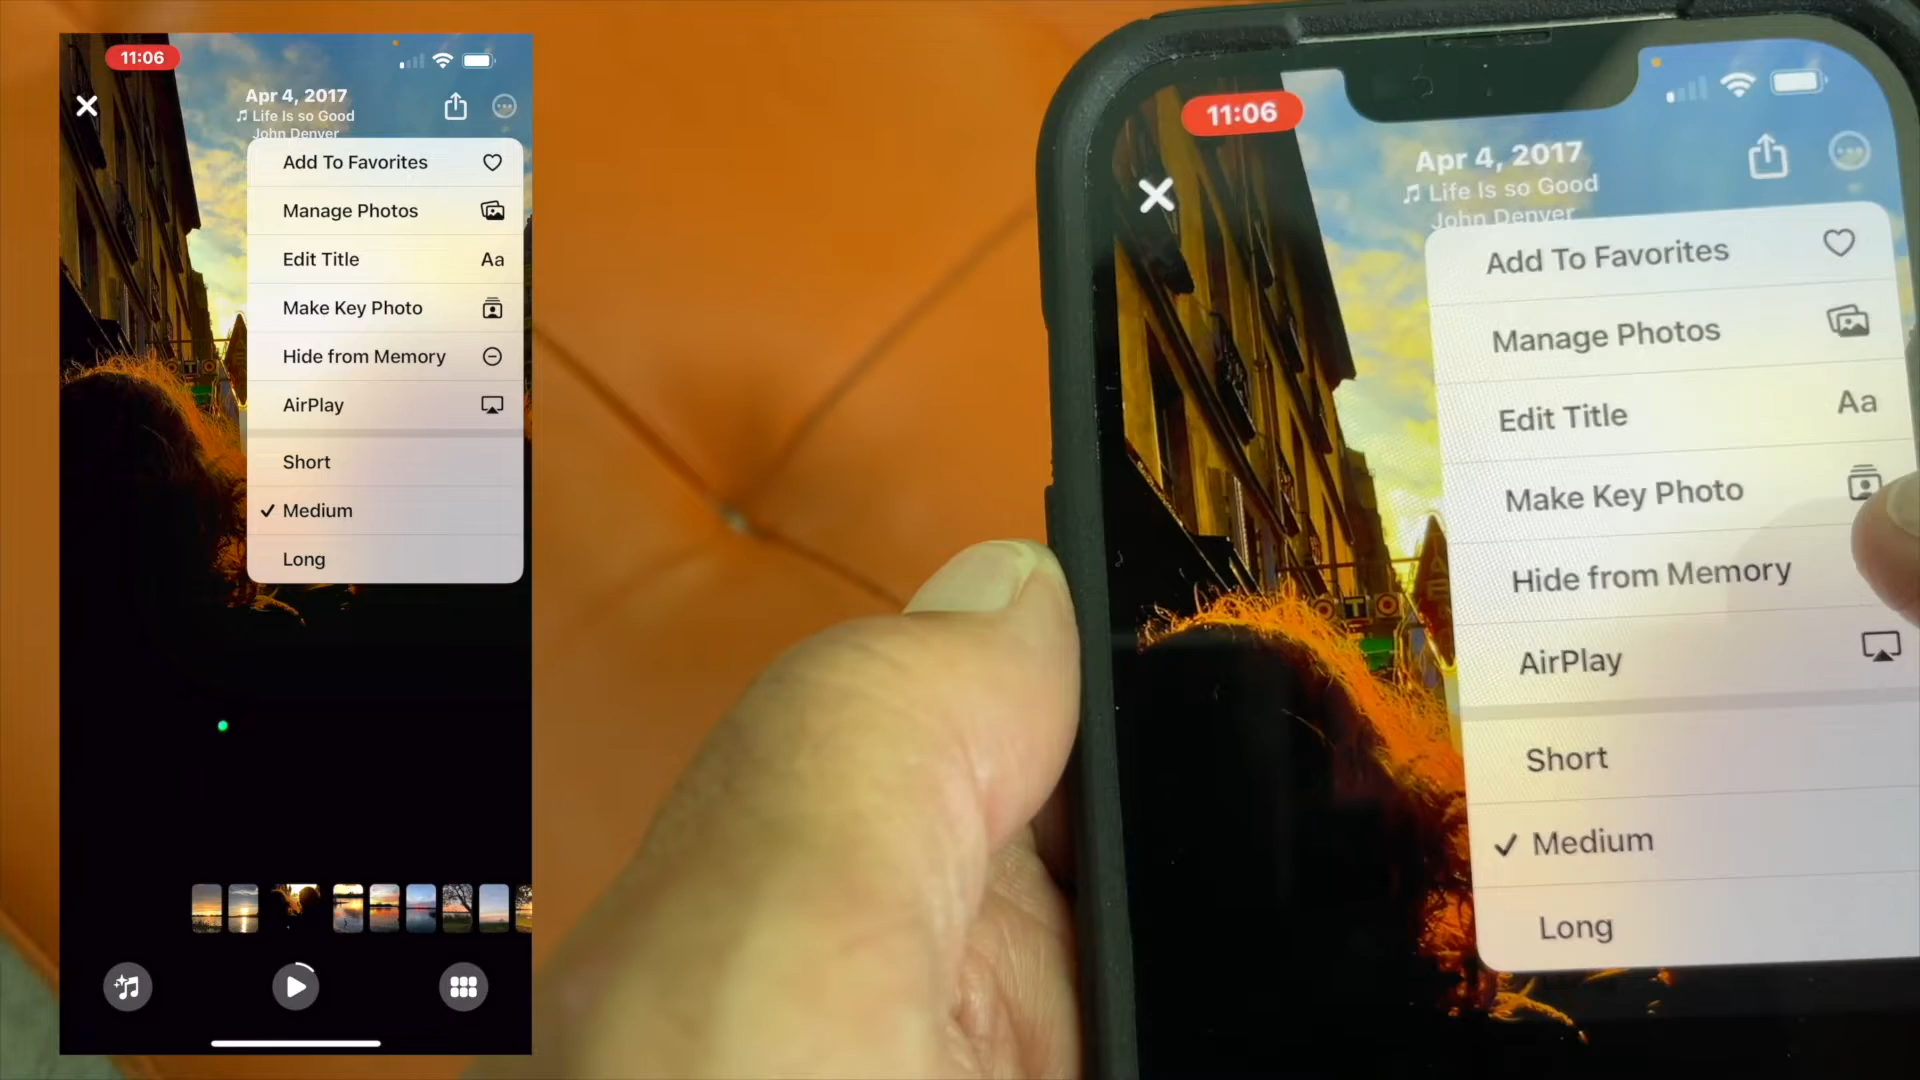 11:06
Apr 4, 2017
Life Is so Good
John Denver
Add To Favorites
Manage Photos
Edit Title Aa
Make Key Photo
Hide from Memory
AirPlay
Short
Medium
Long
11:06
Apr 4, 2017
Life Is so Good
John Denver
Add To Favorites
Manage Photos
Edit Title Aa
Make Key Photo
Hide from Memory
AirPlay
Short
Medium
Long